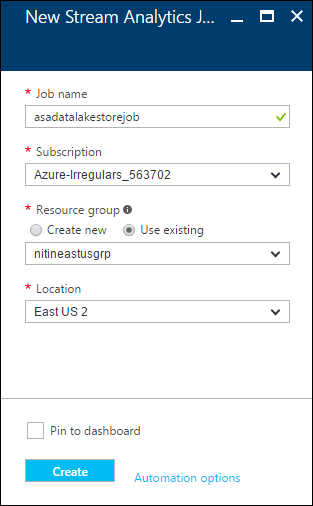 New Stream Analytics J...
* Job name
asadatalakestorejob
* Subscription
Azure-Irregulars_563702
* Resource group
Create new Use existing
nitineastusgrp
* Location
East US 2
Pin to dashboard
Create Automation options